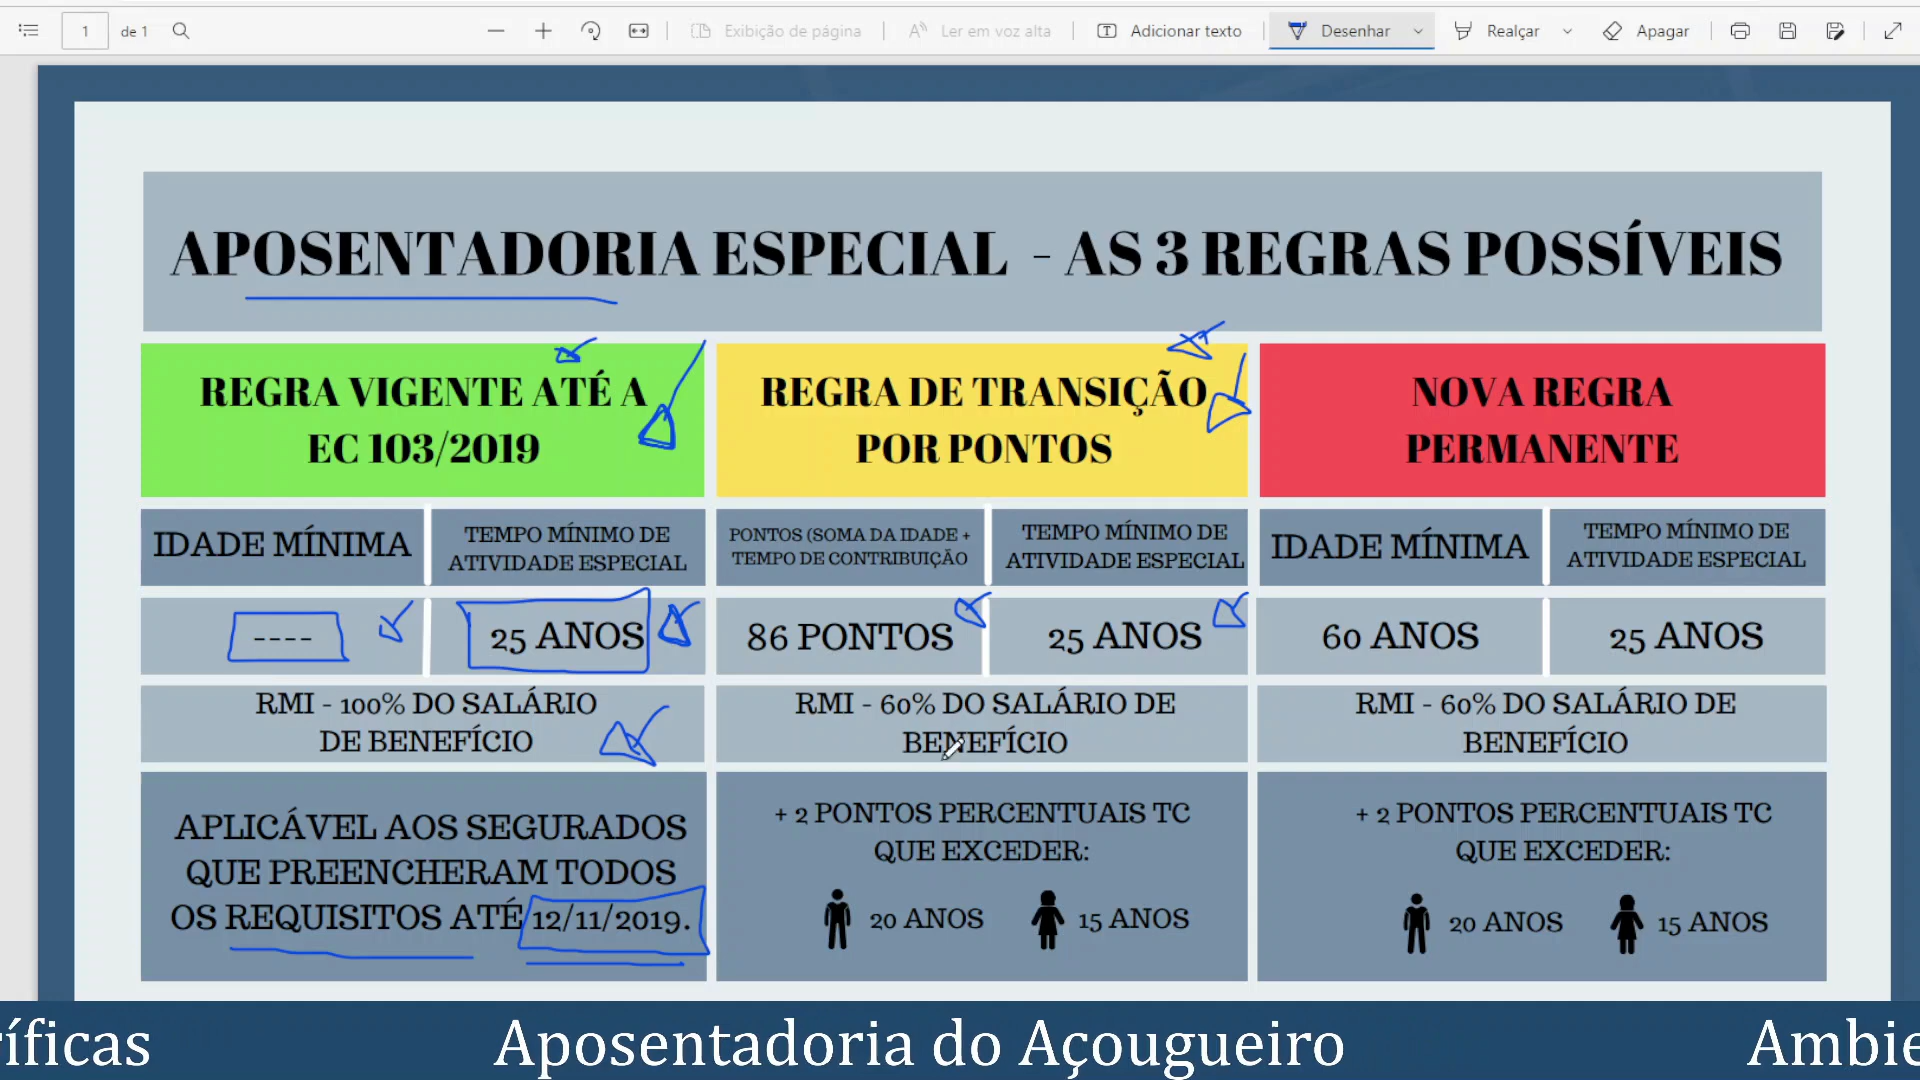 1 de 1
Exibição de página
Ler em voz alta
Adicionar texto
Desenhar
Realçar
Apagar
APOSENTADORIA ESPECIAL - AS 3 REGRAS POSSÍVEIS
REGRA VIGENTE ATÉ A
EC 103/2019
REGRA DE TRANSIÇÃO
POR PONTOS
NOVA REGRA
PERMANENTE
IDADE MÍNIMA
TEMPO MÍNIMO DE
ATIVIDADE ESPECIAL
PONTOS (SOMA DA IDADE +
TEMPO DE CONTRIBUIÇÃO
TEMPO MÍNIMO DE
ATIVIDADE ESPECIAL
IDADE MÍNIMA
TEMPO MÍNIMO DE
ATIVIDADE ESPECIAL
----
25 ANOS
86 PONTOS
25 ANOS
60 ANOS
25 ANOS
RMI - 100% DO SALÁRIO
DE BENEFÍCIO
RMI - 60% DO SALÁRIO DE
BENEFÍCIO
RMI - 60% DO SALÁRIO DE
BENEFÍCIO
APLICÁVEL AOS SEGURADOS
QUE PREENCHERAM TODOS
OS REQUISITOS ATÉ 12/11/2019.
+ 2 PONTOS PERCENTUAIS TC
QUE EXCEDER:
20 ANOS
15 ANOS
+ 2 PONTOS PERCENTUAIS TC
QUE EXCEDER:
20 ANOS
15 ANOS
íficas
Aposentadoria do Açougueiro
Ambie